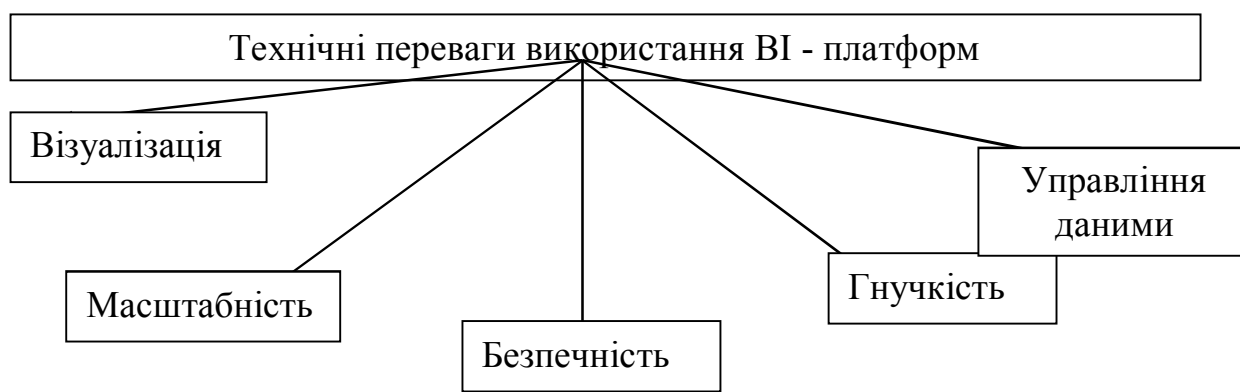 Технічні переваги використання BI - платформ
Візуалізація
Управління
даними
Масштабність
Гнучкість
Безпечність